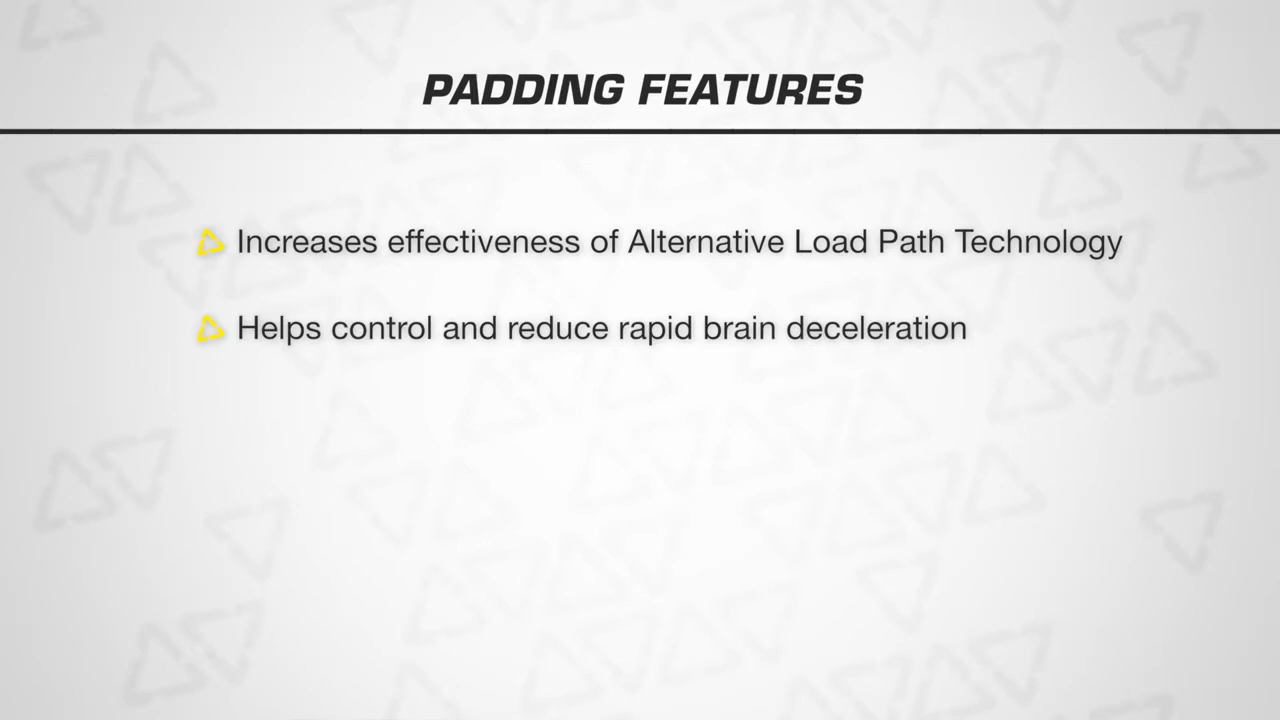 PADDING FEATURES
Increases effectiveness of Alternative Load Path Technology
Helps control and reduce rapid brain deceleration